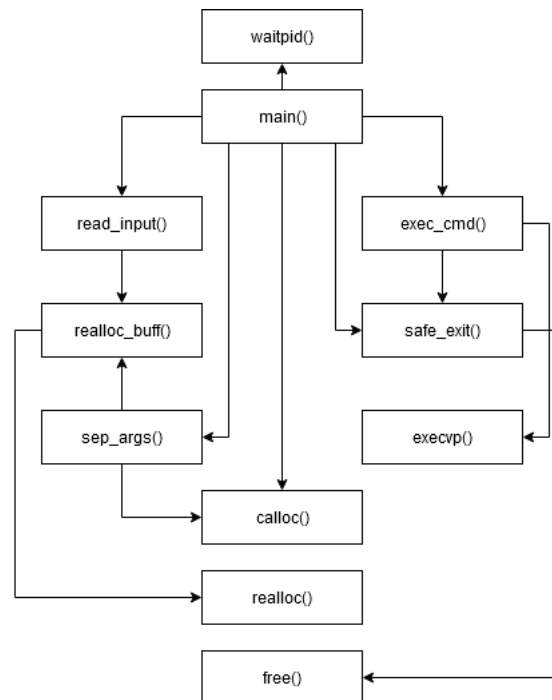 waitpid()
main()
read_input()
exec_cmd()
realloc_buff()
safe_exit()
sep_args()
execvp()
calloc()
realloc()
free()